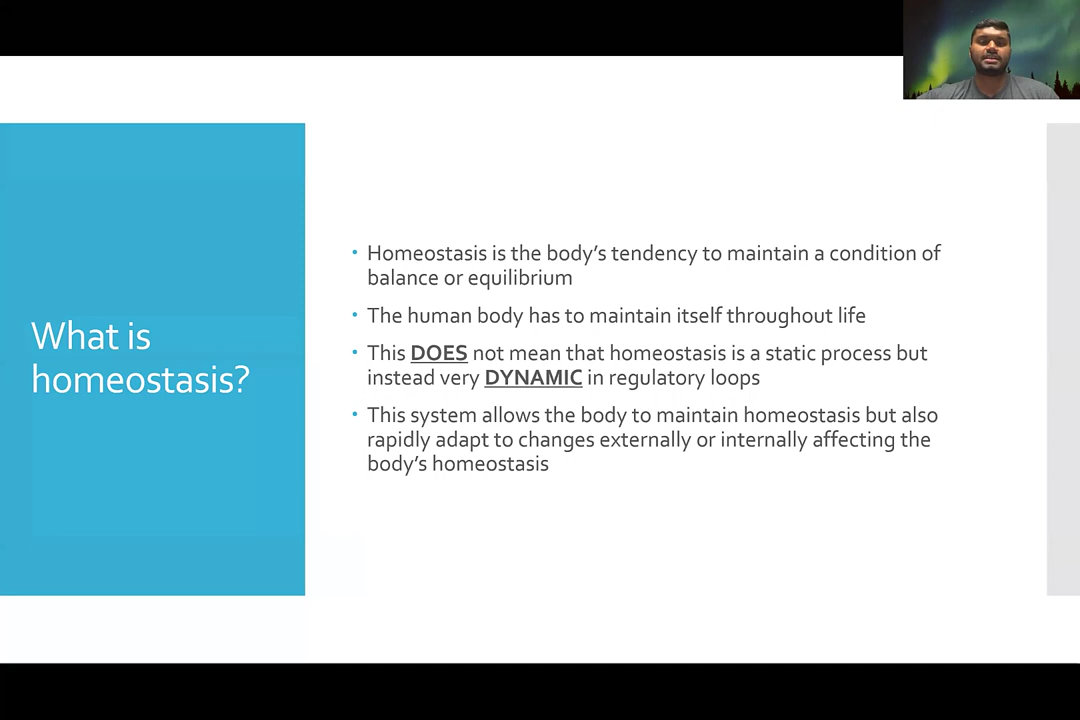 What is
homeostasis?
• Homeostasis is the body’s tendency to maintain a condition of
balance or equilibrium
• The human body has to maintain itself throughout life
• This DOES not mean that homeostasis is a static process but
instead very DYNAMIC in regulatory loops
• This system allows the body to maintain homeostasis but also
rapidly adapt to changes externally or internally affecting the
body’s homeostasis